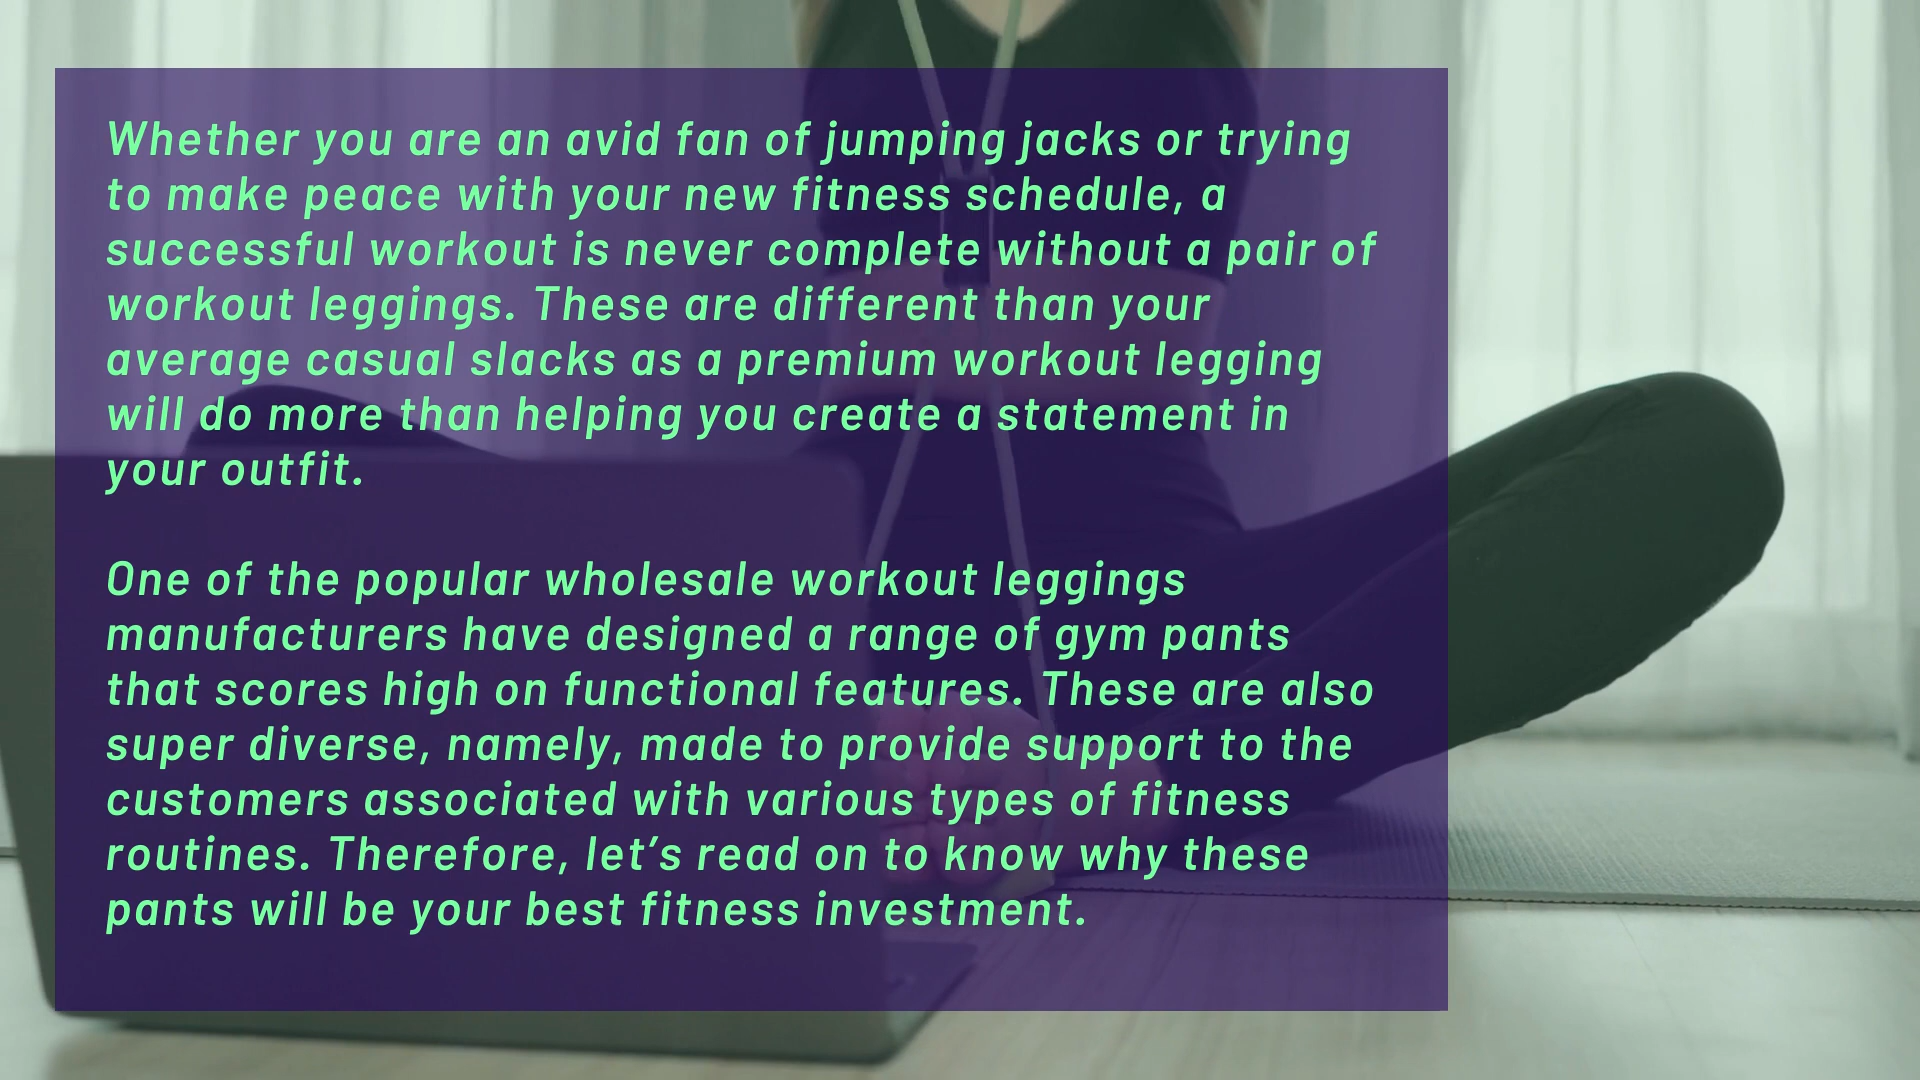 Whether you are an avid fan of jumping jacks or trying
to make peace with your new fitness schedule, a
successful workout is never complete without a pair of
workout leggings. These are different than your
average casual slacks as a premium workout legging
will do more than helping you create a statement in
your outfit.
One of the popular wholesale workout leggings
manufacturers have designed a range of gym pants
that scores high on functional features. These are also
super diverse, namely, made to provide support to the
customers associated with various types of fitness
routines. Therefore, let’s read on to know why these
pants will be your best fitness investment.